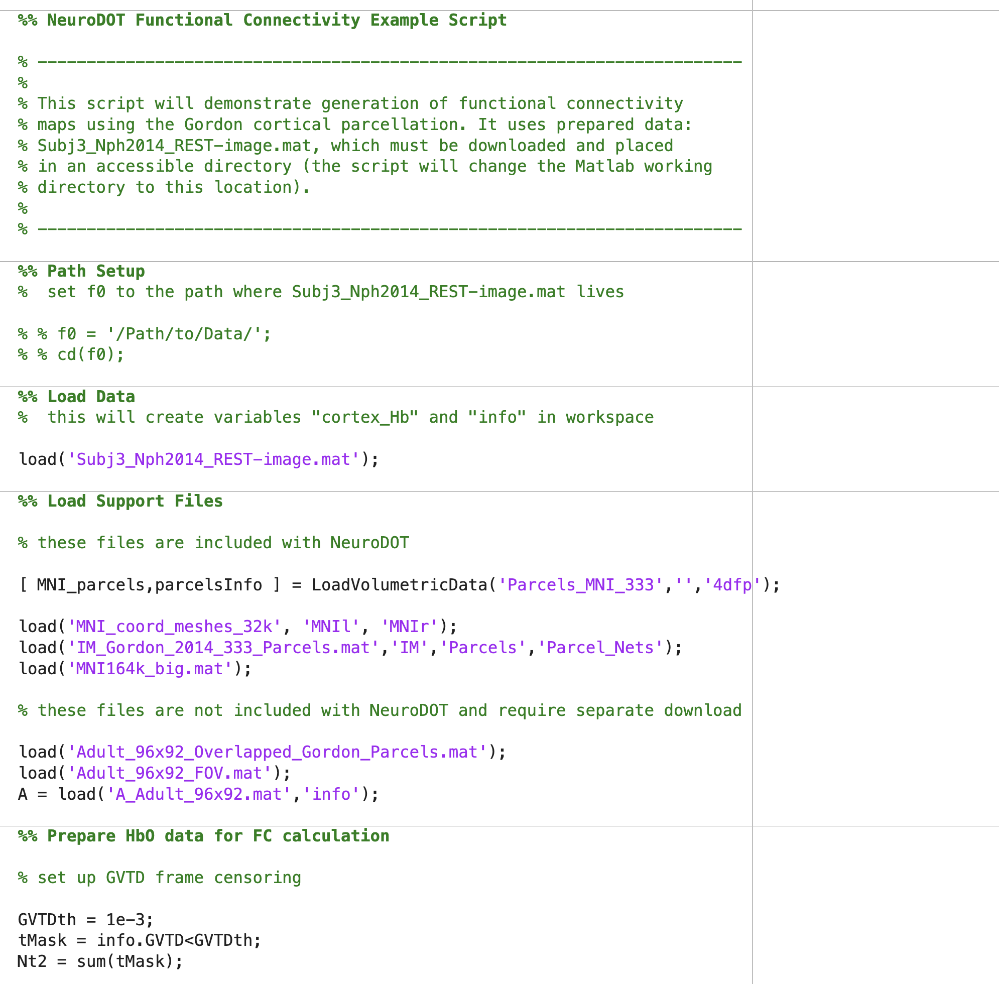 %% NeuroDOT Functional Connectivity Example Script
% ------------------------------------------------------------------------
%
% This script will demonstrate generation of functional connectivity
% maps using the Gordon cortical parcellation. It uses prepared data:
% Subj3_Nph2014_REST-image.mat, which must be downloaded and placed
% in an accessible directory (the script will change the Matlab working
% directory to this location).
%
% ------------------------------------------------------------------------
%% Path Setup
%  set f0 to the path where Subj3_Nph2014_REST-image.mat lives
% % f0 = '/Path/to/Data/';
% % cd(f0);
%% Load Data
%  this will create variables "cortex_Hb" and "info" in workspace
load('Subj3_Nph2014_REST-image.mat');
%% Load Support Files
% these files are included with NeuroDOT
[ MNI_parcels,parcelsInfo ] = LoadVolumetricData('Parcels_MNI_333','','4dfp');
load('MNI_coord_meshes_32k', 'MNIl', 'MNIr');
load('IM_Gordon_2014_333_Parcels.mat','IM','Parcels','Parcel_Nets');
load('MNI164k_big.mat');
% these files are not included with NeuroDOT and require separate download
load('Adult_96x92_Overlapped_Gordon_Parcels.mat');
load('Adult_96x92_FOV.mat');
A = load('A_Adult_96x92.mat','info');
%% Prepare HbO data for FC calculation
% set up GVTD frame censoring
GVTDth = 1e-3;
tMask = info.GVTD<GVTDth;
Nt2 = sum(tMask);